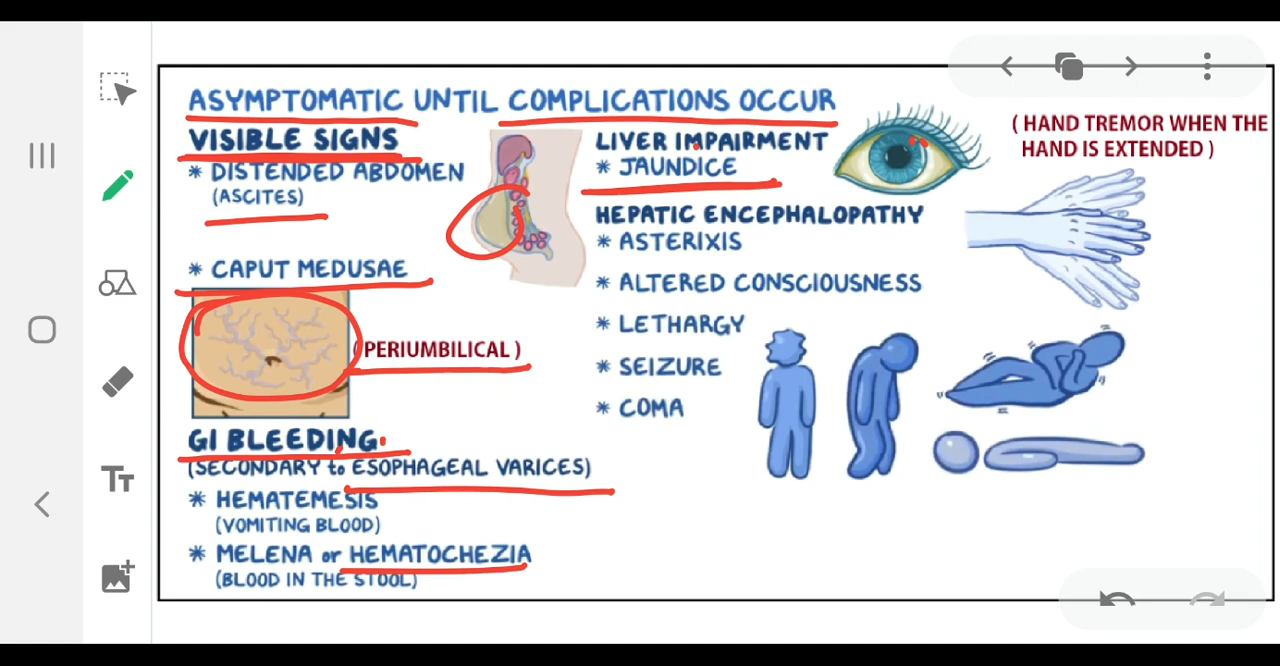 ASYMPTOMATIC UNTIL COMPLICATIONS OCCUR
VISIBLE SIGNS
* DISTENDED ABDOMEN
(ASCITES)
* CAPUT MEDUSAE
(PERIUMBILICAL )
GI BLEEDING
(SECONDARY to ESOPHAGEAL VARICES)
* HEMATEMESIS
(VOMITING BLOOD)
* MELENA or HEMATOCHEZIA
(BLOOD IN THE STOOL)
LIVER IMPAIRMENT
* JAUNDICE
HEPATIC ENCEPHALOPATHY
* ASTERIXIS
* ALTERED CONSCIOUSNESS
* LETHARGY
* SEIZURE
* COMA
( HAND TREMOR WHEN THE
HAND IS EXTENDED )
TT